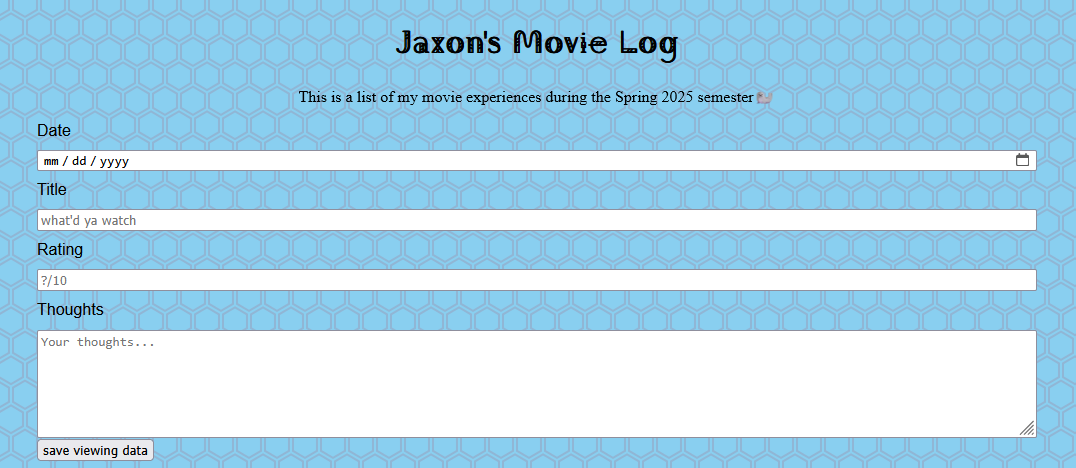 Jaxon's Movie Log
This is a list of my movie experiences during the Spring 2025 semester🦭
Date
mm / dd / yyyy
Title
what'd ya watch
Rating
?/10
Thoughts
Your thoughts...
save viewing data